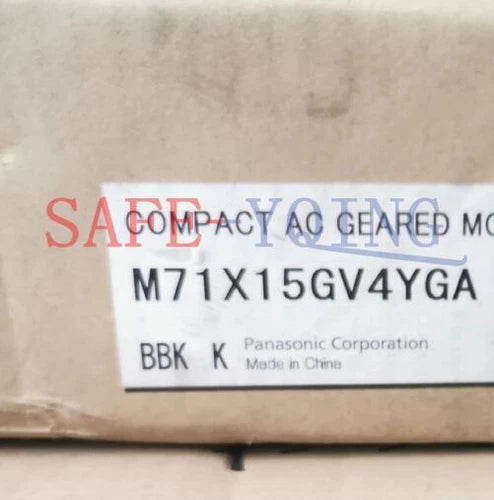 COMPACT AC GEARED MO
SAFE-YQING
M71X15GV4YGA
BBK K Panasonic Corporation
Made in China